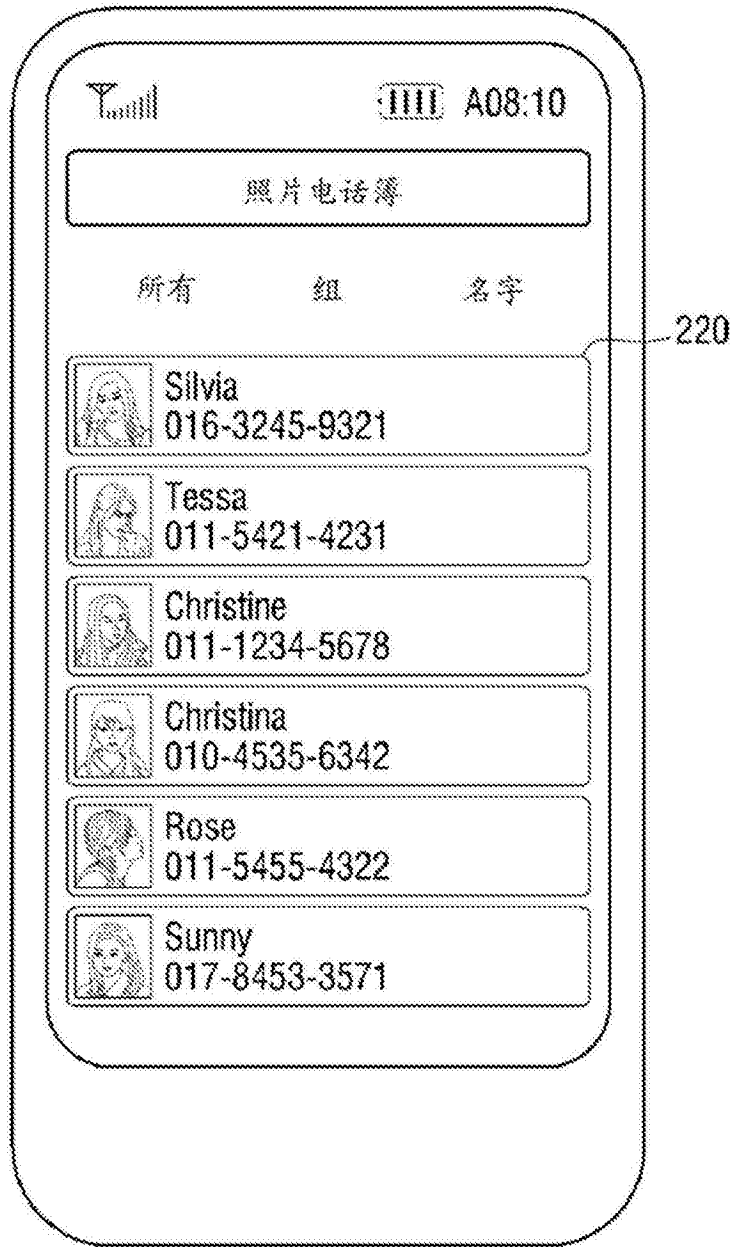 A08:10
照片电话簿
所有 组 名字
220
Silvia
016-3245-9321
Tessa
011-5421-4231
Christine
011-1234-5678
Christina
010-4535-6342
Rose
011-5455-4322
Sunny
017-8453-3571